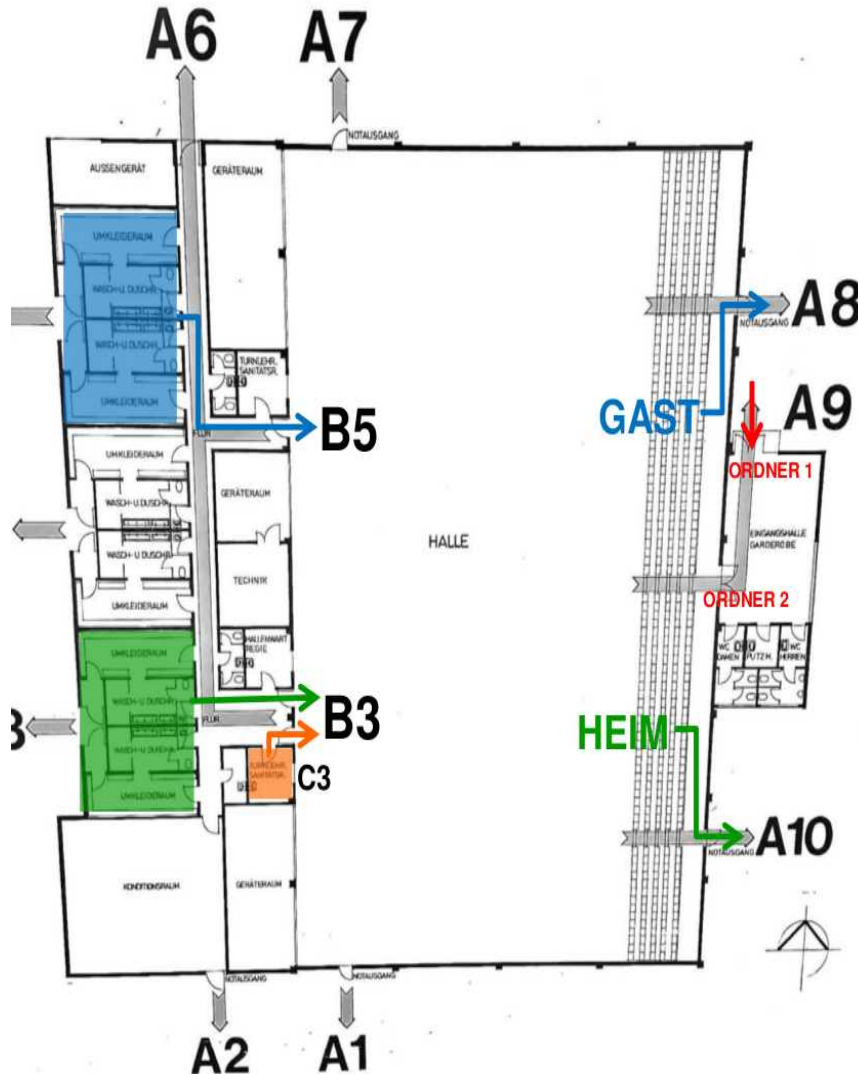 A6
A7
NOTAUSGANG
AUSSENGERÄT
GERÄTERAUM
UMKLEIDERAUM
WASCH-U. DUSCHR.
WASCH-U. DUSCHR.
UMKLEIDERAUM
TURNLEHR.
SANITÄTSR.
B5
FLUR
GAST
A8
NOTAUSGANG
A9
ORDNER 1
UMKLEIDERAUM
WASCH-U. DUSCHR.
WASCH-U. DUSCHR.
UMKLEIDERAUM
GERÄTERAUM
TECHNIK
HALLE
EINGANGSHALLE
GARDEROBE
ORDNER 2
HALLENWART
REGIE
WC
DAMEN
PUTZM.
WC
HERREN
UMKLEIDERAUM
WASCH-U. DUSCHR.
WASCH-U. DUSCHR.
UMKLEIDERAUM
FLUR
B3
TURNLEHR.
SANITÄTSR.
C3
HEIM
A10
NOTAUSGANG
KONDITIONSRAUM
GERÄTERAUM
NOTAUSGANG
NOTAUSGANG
A2
A1